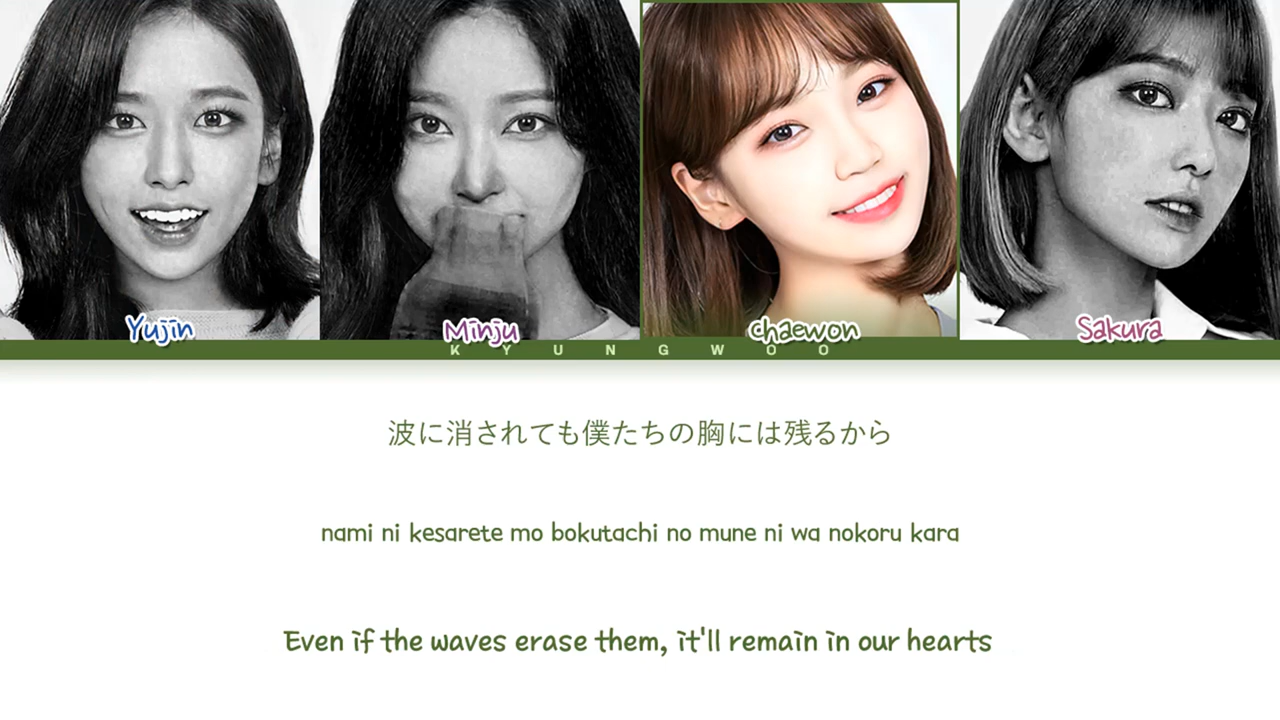 Yujin Minju chaewon Sakura
KYUNGWOO
波に消されても僕たちの胸には残るから
nami ni kesarete mo bokutachi no mune ni wa nokoru kara
Even if the waves erase them, it'll remain in our hearts